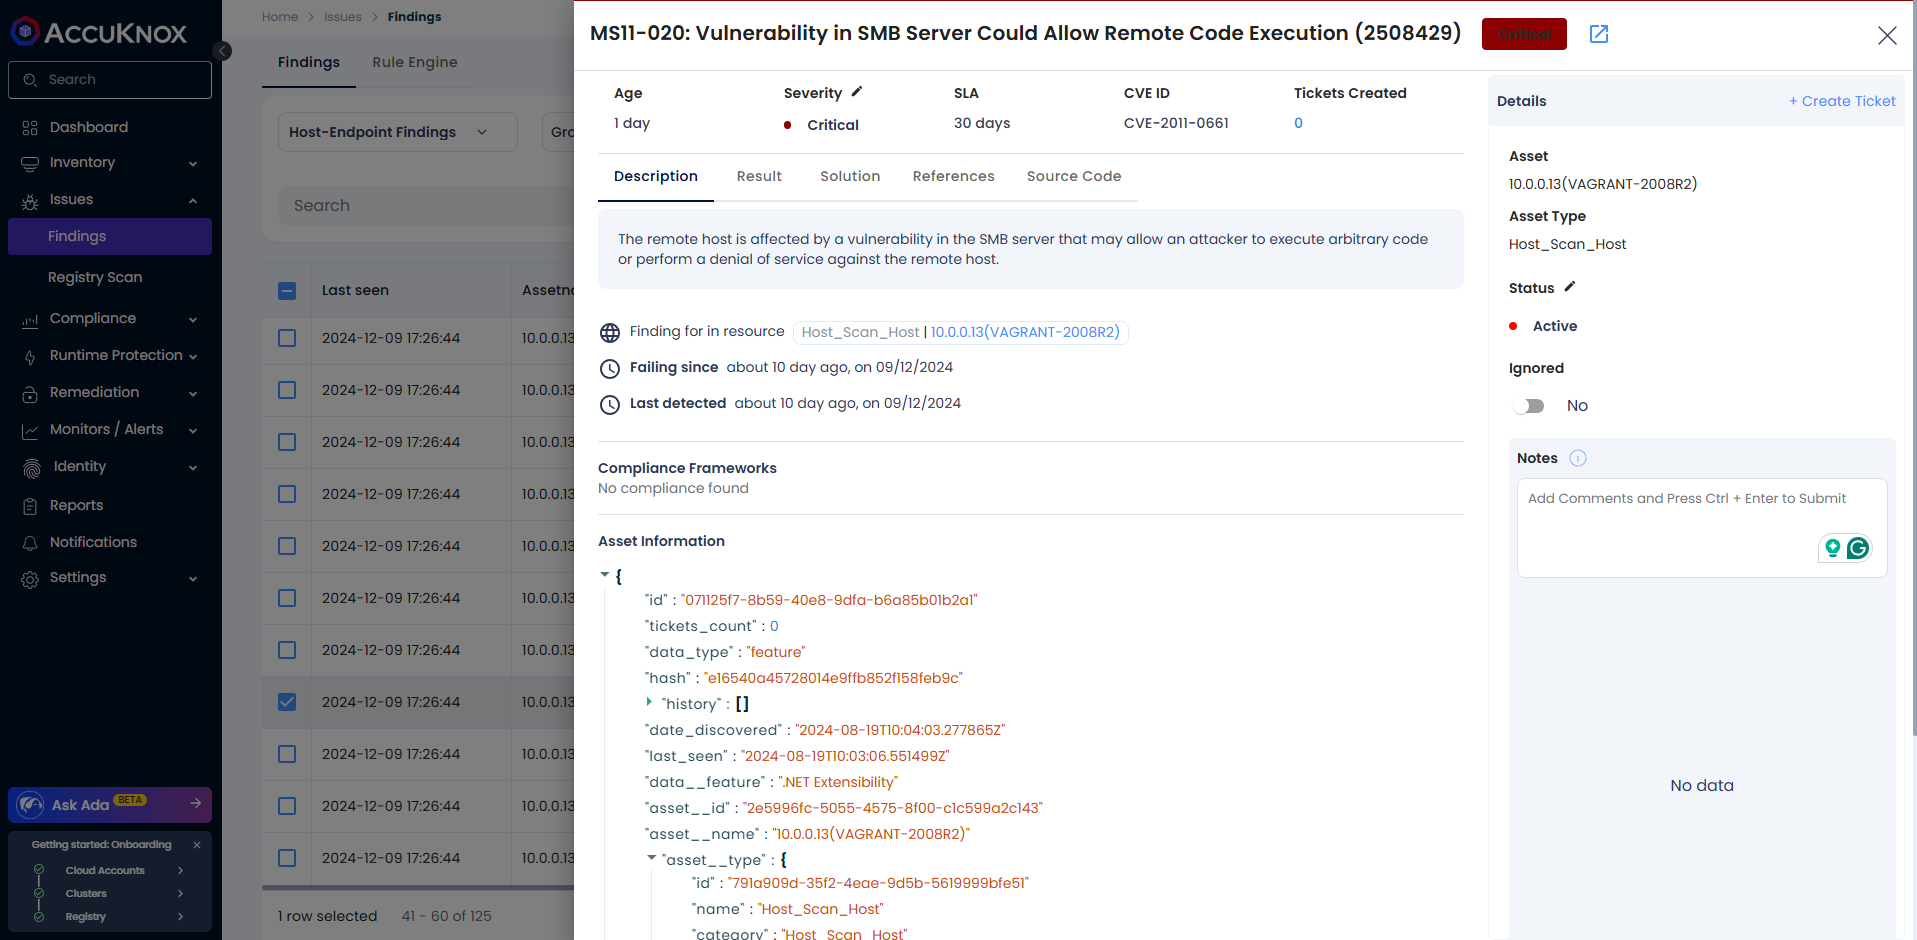 ACCUKNOX
Search
Dashboard
Inventory
Issues
Findings
Registry Scan
Compliance
Runtime Protection
Remediation
Monitors / Alerts
Identity
Reports
Notifications
Settings
Ask Ada BETA
Getting started: Onboarding
Cloud Accounts
Clusters
Registry
Home > Issues > Findings
Findings Rule Engine
Host-Endpoint Findings
Search
Last seen
2024-12-09 17:26:44 10.0.0.13
2024-12-09 17:26:44 10.0.0.13
2024-12-09 17:26:44 10.0.0.13
2024-12-09 17:26:44 10.0.0.13
2024-12-09 17:26:44 10.0.0.13
2024-12-09 17:26:44 10.0.0.13
2024-12-09 17:26:44 10.0.0.13
2024-12-09 17:26:44 10.0.0.13
2024-12-09 17:26:44 10.0.0.13
2024-12-09 17:26:44 10.0.0.13
2024-12-09 17:26:44 10.0.0.13
1 row selected 41 - 60 of 125
MS11-020: Vulnerability in SMB Server Could Allow Remote Code Execution (2508429) Critical
Age Severity SLA CVE ID Tickets Created
1 day Critical 30 days CVE-2011-0661 0
Description Result Solution References Source Code
The remote host is affected by a vulnerability in the SMB server that may allow an attacker to execute arbitrary code
or perform a denial of service against the remote host.
Finding for in resource Host_Scan_Host | 10.0.0.13(VAGRANT-2008R2)
Failing since about 10 day ago, on 09/12/2024
Last detected about 10 day ago, on 09/12/2024
Compliance Frameworks
No compliance found
Asset Information
{
"id" : "071125f7-8b59-40e8-9dfa-b6a85b01b2a1"
"tickets_count" : 0
"data_type" : "feature"
"hash" : "e16540a45728014e9ffb852f158feb9c"
"history" : []
"date_discovered" : "2024-08-19T10:04:03.277865Z"
"last_seen" : "2024-08-19T10:03:06.551499Z"
"data__feature" : ".NET Extensibility"
"asset__id" : "2e5996fc-5055-4575-8f00-c1c599a2c143"
"asset__name" : "10.0.0.13(VAGRANT-2008R2)"
"asset__type" : {
"id" : "791a909d-35f2-4eae-9d5b-5619999bfe51"
"name" : "Host_Scan_Host"
"category" : "Host_Scan_Host"
Details + Create Ticket
Asset
10.0.0.13(VAGRANT-2008R2)
Asset Type
Host_Scan_Host
Status
Active
Ignored
No
Notes
Add Comments and Press Ctrl + Enter to Submit
No data